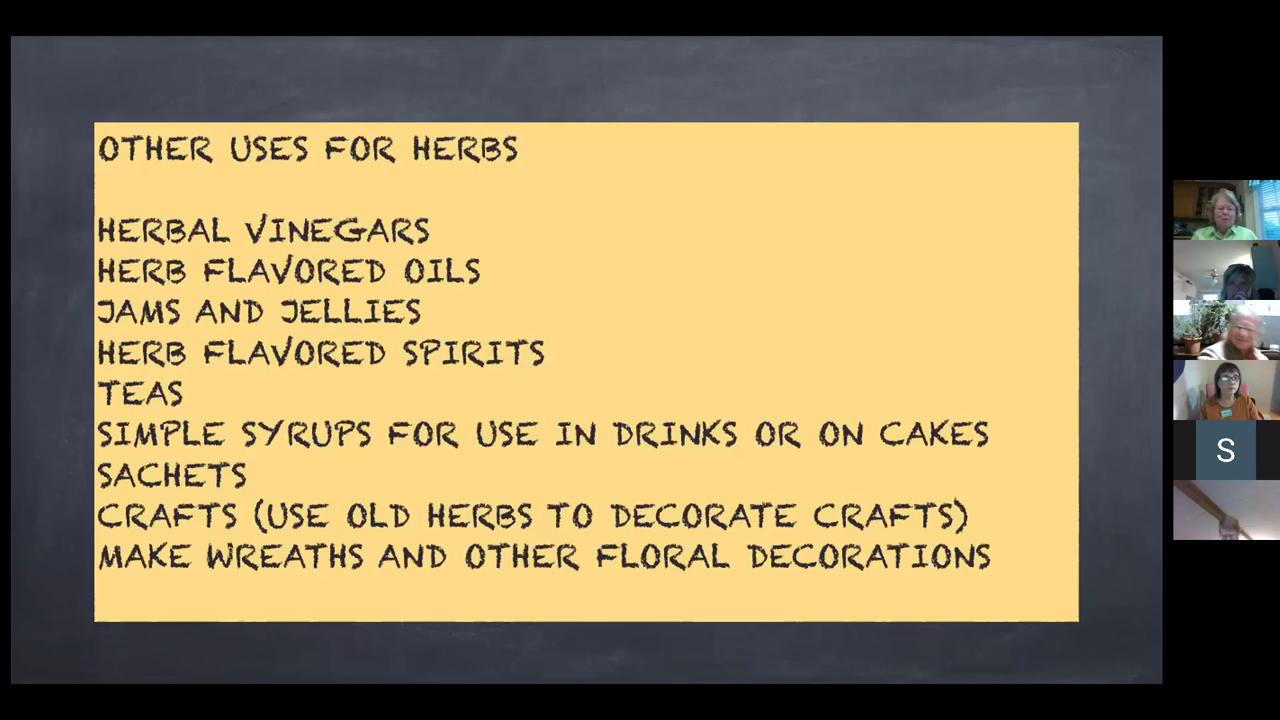 OTHER USES FOR HERBS
HERBAL VINEGARS
HERB FLAVORED OILS
JAMS AND JELLIES
HERB FLAVORED SPIRITS
TEAS
SIMPLE SYRUPS FOR USE IN DRINKS OR ON CAKES
SACHETS
CRAFTS (USE OLD HERBS TO DECORATE CRAFTS)
MAKE WREATHS AND OTHER FLORAL DECORATIONS
S